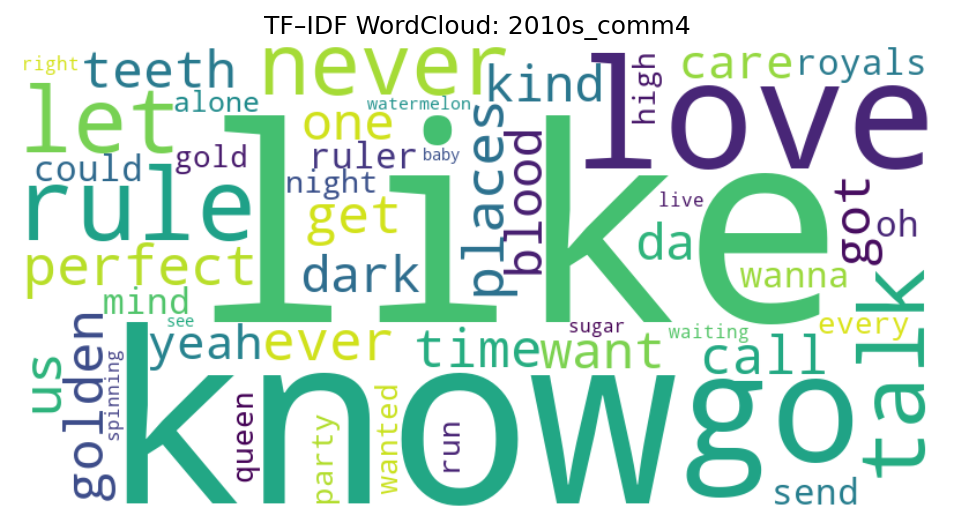 TF–IDF WordCloud: 2010s_comm4
right
teeth
never
kind
high
care
royals
let
alone
watermelon
love
one
places
could
gold
ruler
baby
blood
rule
night
like
live
got
oh
get
da
perfect
dark
wanna
mind
see
yeah
ever
time
want
sugar
waiting
call
every
talk
us
golden
spinning
know
go
queen
party
wanted
run
send